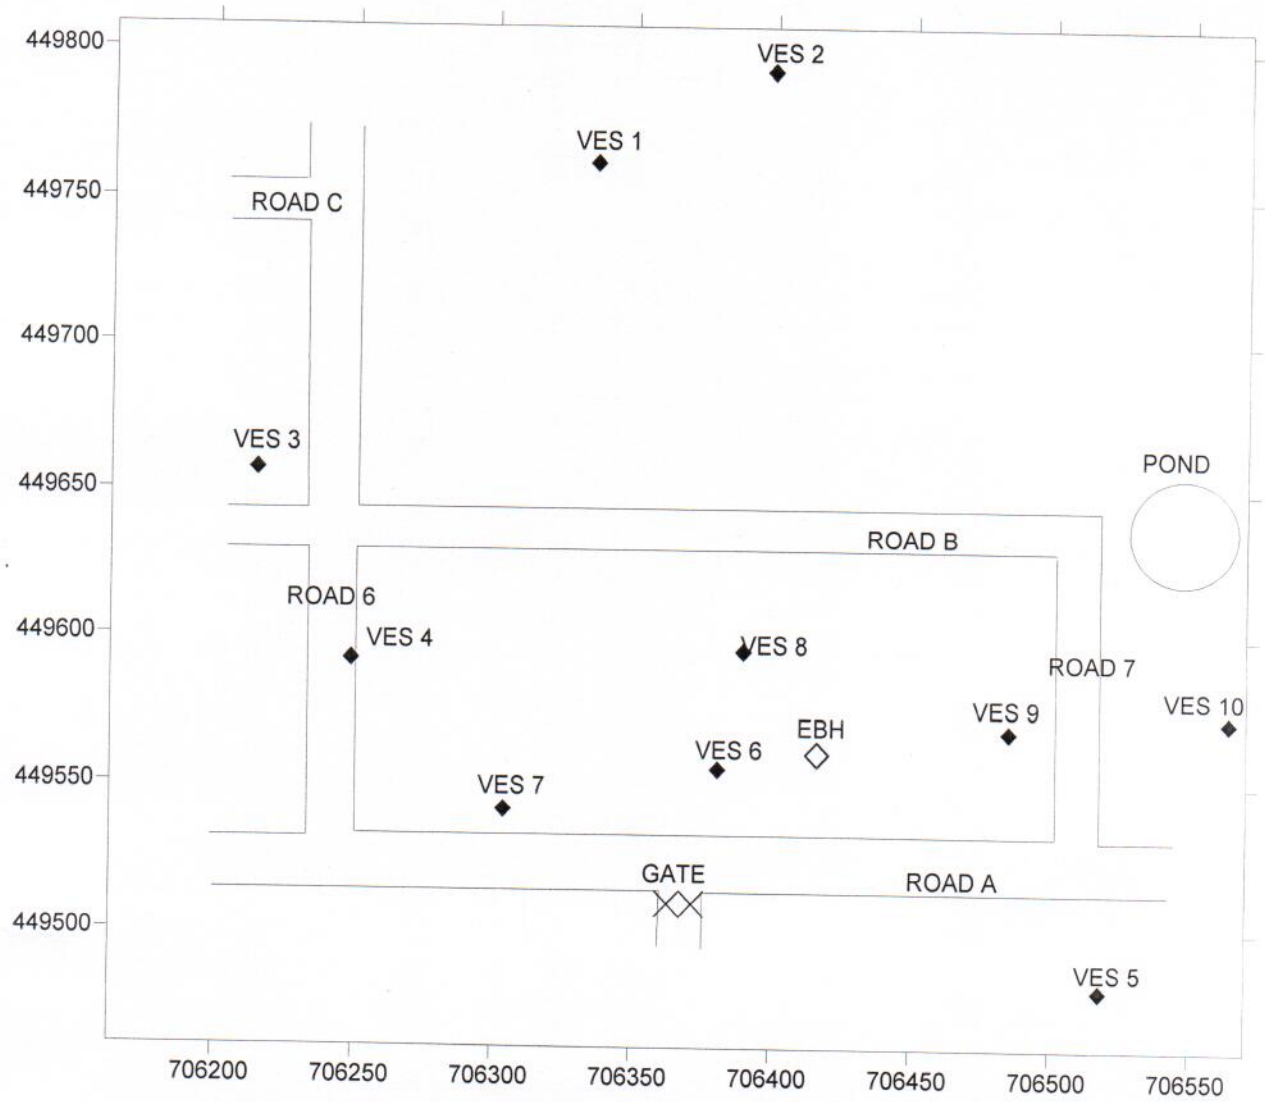 449800
VES 2
VES 1
449750
ROAD C
449700
VES 3
POND
449650
ROAD B
ROAD 6
449600
VES 4
VES 8
ROAD 7
VES 10
VES 9
EBH
VES 6
449550
VES 7
GATE
ROAD A
449500
VES 5
706200 706250 706300 706350 706400 706450 706500 706550